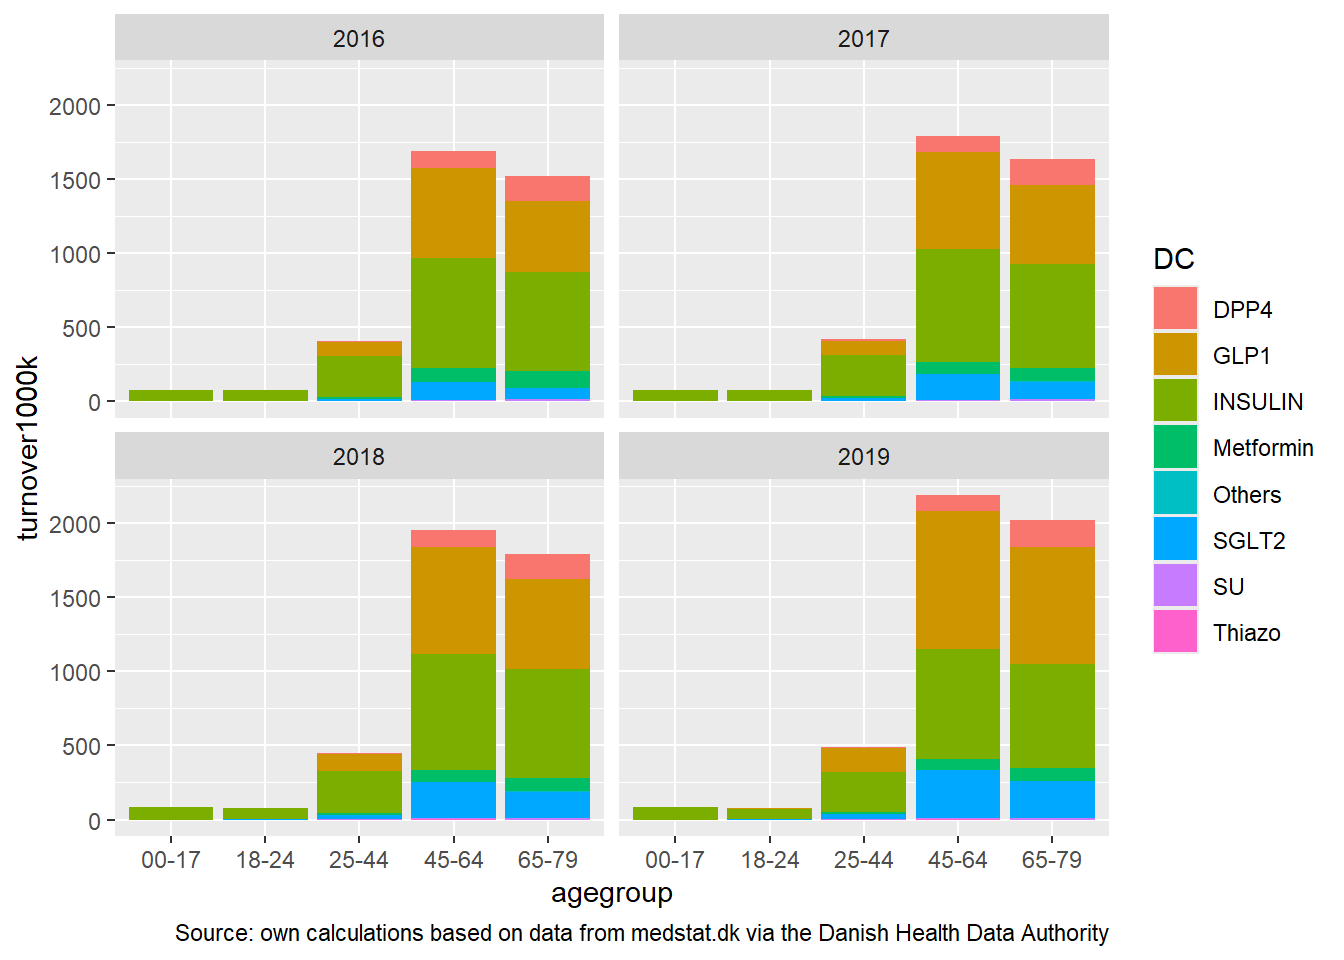 2016
2017
2000
1500
1000
500
0
2018
2019
2000
1500
1000
500
0
00-17
18-24
25-44
45-64
65-79
00-17
18-24
25-44
45-64
65-79
agegroup
turnover1000k
DC
DPP4
GLP1
INSULIN
Metformin
Others
SGLT2
SU
Thiazo
Source: own calculations based on data from medstat.dk via the Danish Health Data Authority